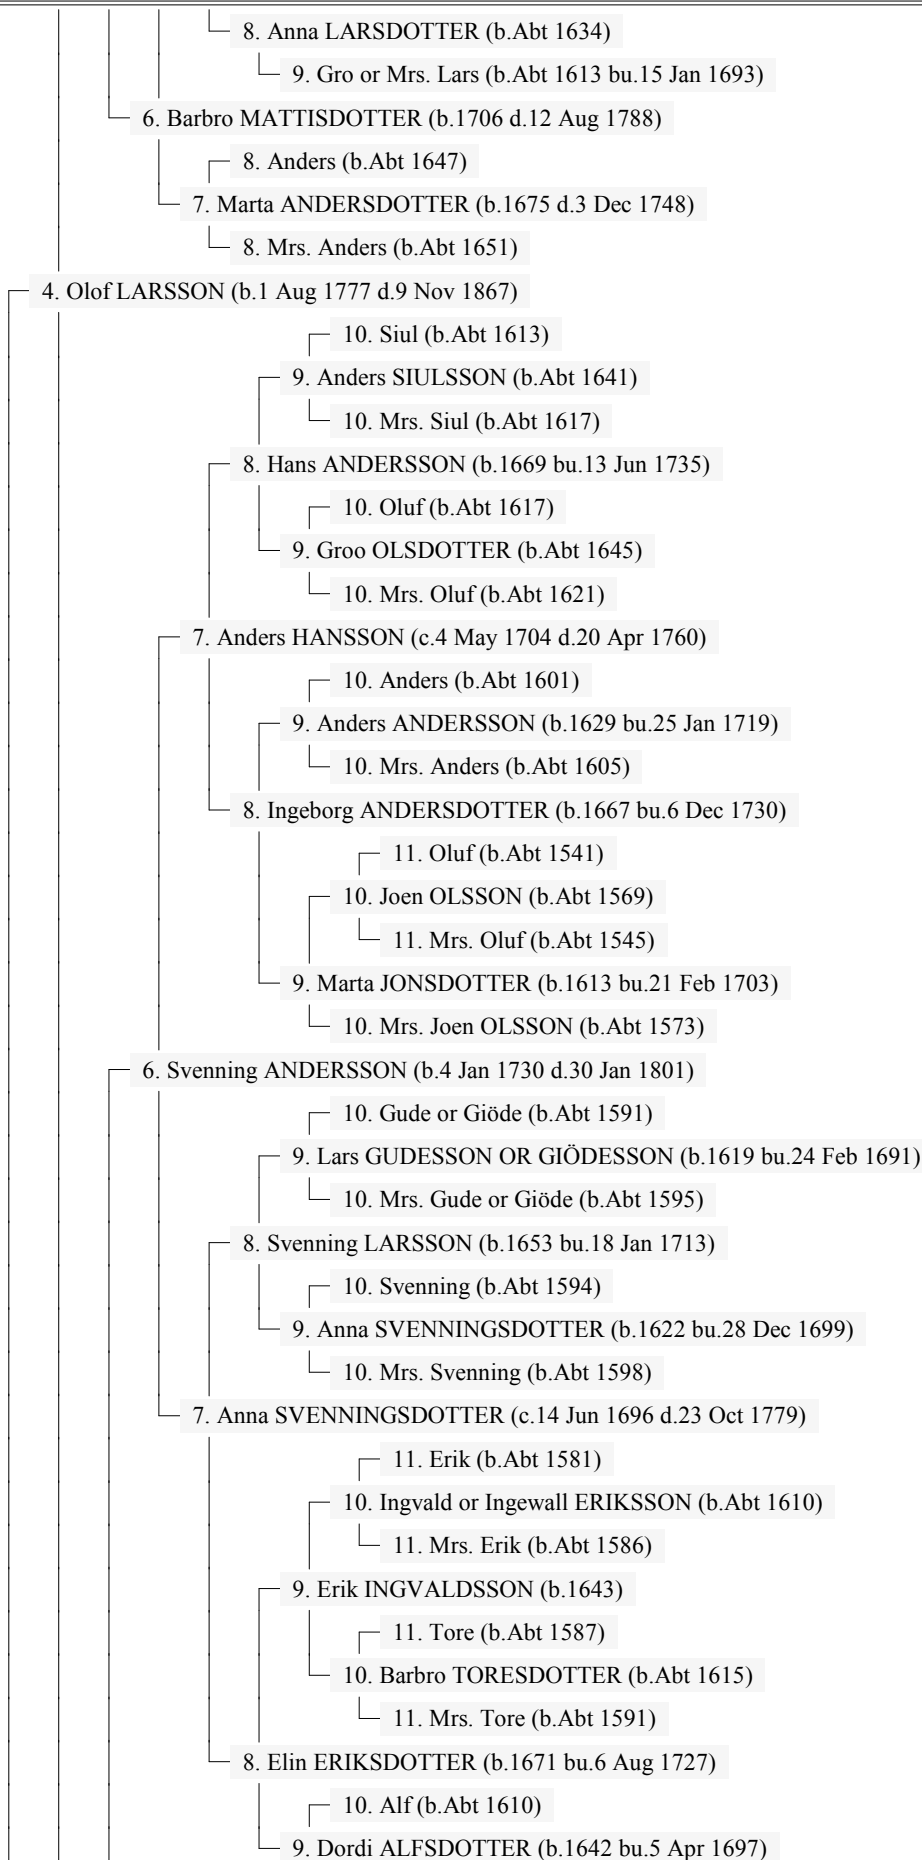 8. Anna LARSDOTTER (b.Abt 1634)
9. Gro or Mrs. Lars (b.Abt 1613 bu.15 Jan 1693)
6. Barbro MATTISDOTTER (b.1706 d.12 Aug 1788)
8. Anders (b.Abt 1647)
7. Marta ANDERSDOTTER (b.1675 d.3 Dec 1748)
8. Mrs. Anders (b.Abt 1651)
4. Olof LARSSON (b.1 Aug 1777 d.9 Nov 1867)
10. Siul (b.Abt 1613)
9. Anders SIULSSON (b.Abt 1641)
10. Mrs. Siul (b.Abt 1617)
8. Hans ANDERSSON (b.1669 bu.13 Jun 1735)
10. Oluf (b.Abt 1617)
9. Groo OLSDOTTER (b.Abt 1645)
10. Mrs. Oluf (b.Abt 1621)
7. Anders HANSSON (c.4 May 1704 d.20 Apr 1760)
10. Anders (b.Abt 1601)
9. Anders ANDERSSON (b.1629 bu.25 Jan 1719)
10. Mrs. Anders (b.Abt 1605)
8. Ingeborg ANDERSDOTTER (b.1667 bu.6 Dec 1730)
11. Oluf (b.Abt 1541)
10. Joen OLSSON (b.Abt 1569)
11. Mrs. Oluf (b.Abt 1545)
9. Marta JONSDOTTER (b.1613 bu.21 Feb 1703)
10. Mrs. Joen OLSSON (b.Abt 1573)
6. Svenning ANDERSSON (b.4 Jan 1730 d.30 Jan 1801)
10. Gude or Giöde (b.Abt 1591)
9. Lars GUDESSON OR GIÖDESSON (b.1619 bu.24 Feb 1691)
10. Mrs. Gude or Giöde (b.Abt 1595)
8. Svenning LARSSON (b.1653 bu.18 Jan 1713)
10. Svenning (b.Abt 1594)
9. Anna SVENNINGSDOTTER (b.1622 bu.28 Dec 1699)
10. Mrs. Svenning (b.Abt 1598)
7. Anna SVENNINGSDOTTER (c.14 Jun 1696 d.23 Oct 1779)
11. Erik (b.Abt 1581)
10. Ingvald or Ingewall ERIKSSON (b.Abt 1610)
11. Mrs. Erik (b.Abt 1586)
9. Erik INGVALDSSON (b.1643)
11. Tore (b.Abt 1587)
10. Barbro TORESDOTTER (b.Abt 1615)
11. Mrs. Tore (b.Abt 1591)
8. Elin ERIKSDOTTER (b.1671 bu.6 Aug 1727)
10. Alf (b.Abt 1610)
9. Dordi ALFSDOTTER (b.1642 bu.5 Apr 1697)